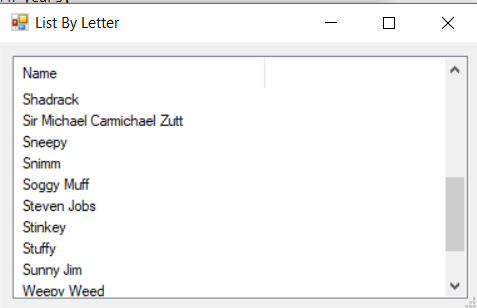 List By Letter
Name
Shadrack
Sir Michael Carmichael Zutt
Sneepy
Snimm
Soggy Muff
Steven Jobs
Stinkey
Stuffy
Sunny Jim
Weepy Weed